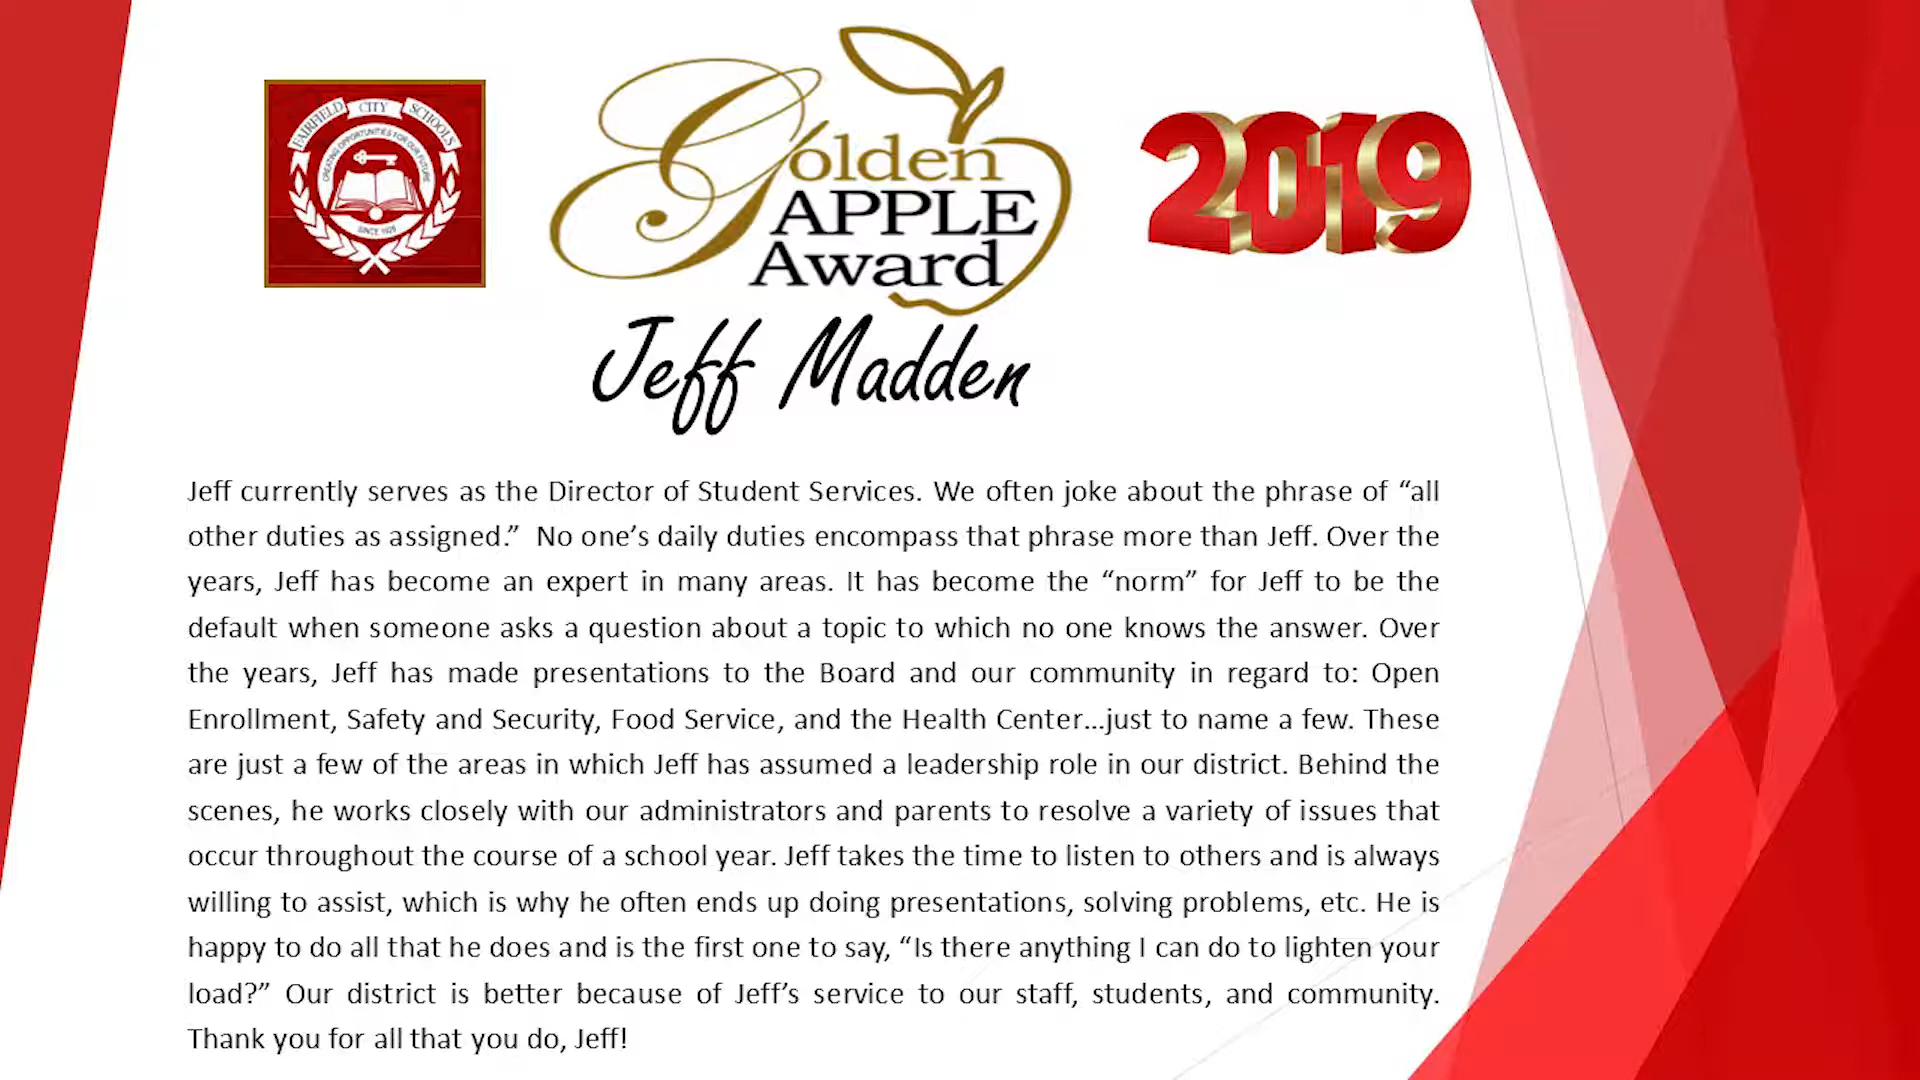 FAIRFIELD CITY SCHOOLS
CREATING OPPORTUNITIES FOR OUR FUTURE
SINCE 1929
Golden
APPLE
Award
2019
Jeff Madden
Jeff currently serves as the Director of Student Services. We often joke about the phrase of “all
other duties as assigned.”  No one’s daily duties encompass that phrase more than Jeff. Over the
years, Jeff has become an expert in many areas. It has become the “norm” for Jeff to be the
default when someone asks a question about a topic to which no one knows the answer. Over
the years, Jeff has made presentations to the Board and our community in regard to: Open
Enrollment, Safety and Security, Food Service, and the Health Center...just to name a few. These
are just a few of the areas in which Jeff has assumed a leadership role in our district. Behind the
scenes, he works closely with our administrators and parents to resolve a variety of issues that
occur throughout the course of a school year. Jeff takes the time to listen to others and is always
willing to assist, which is why he often ends up doing presentations, solving problems, etc. He is
happy to do all that he does and is the first one to say, “Is there anything I can do to lighten your
load?” Our district is better because of Jeff’s service to our staff, students, and community.
Thank you for all that you do, Jeff!